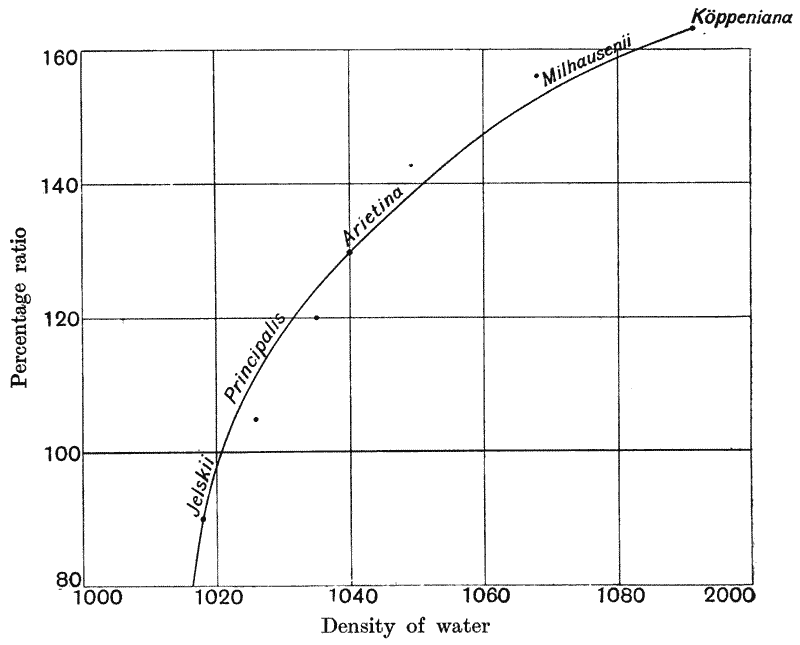 Köppeniana
Milhausenii
160
140
Arietina
Percentage ratio
120
Principalis
100
Jelskii
80
1000 1020 1040 1060 1080 2000
Density of water